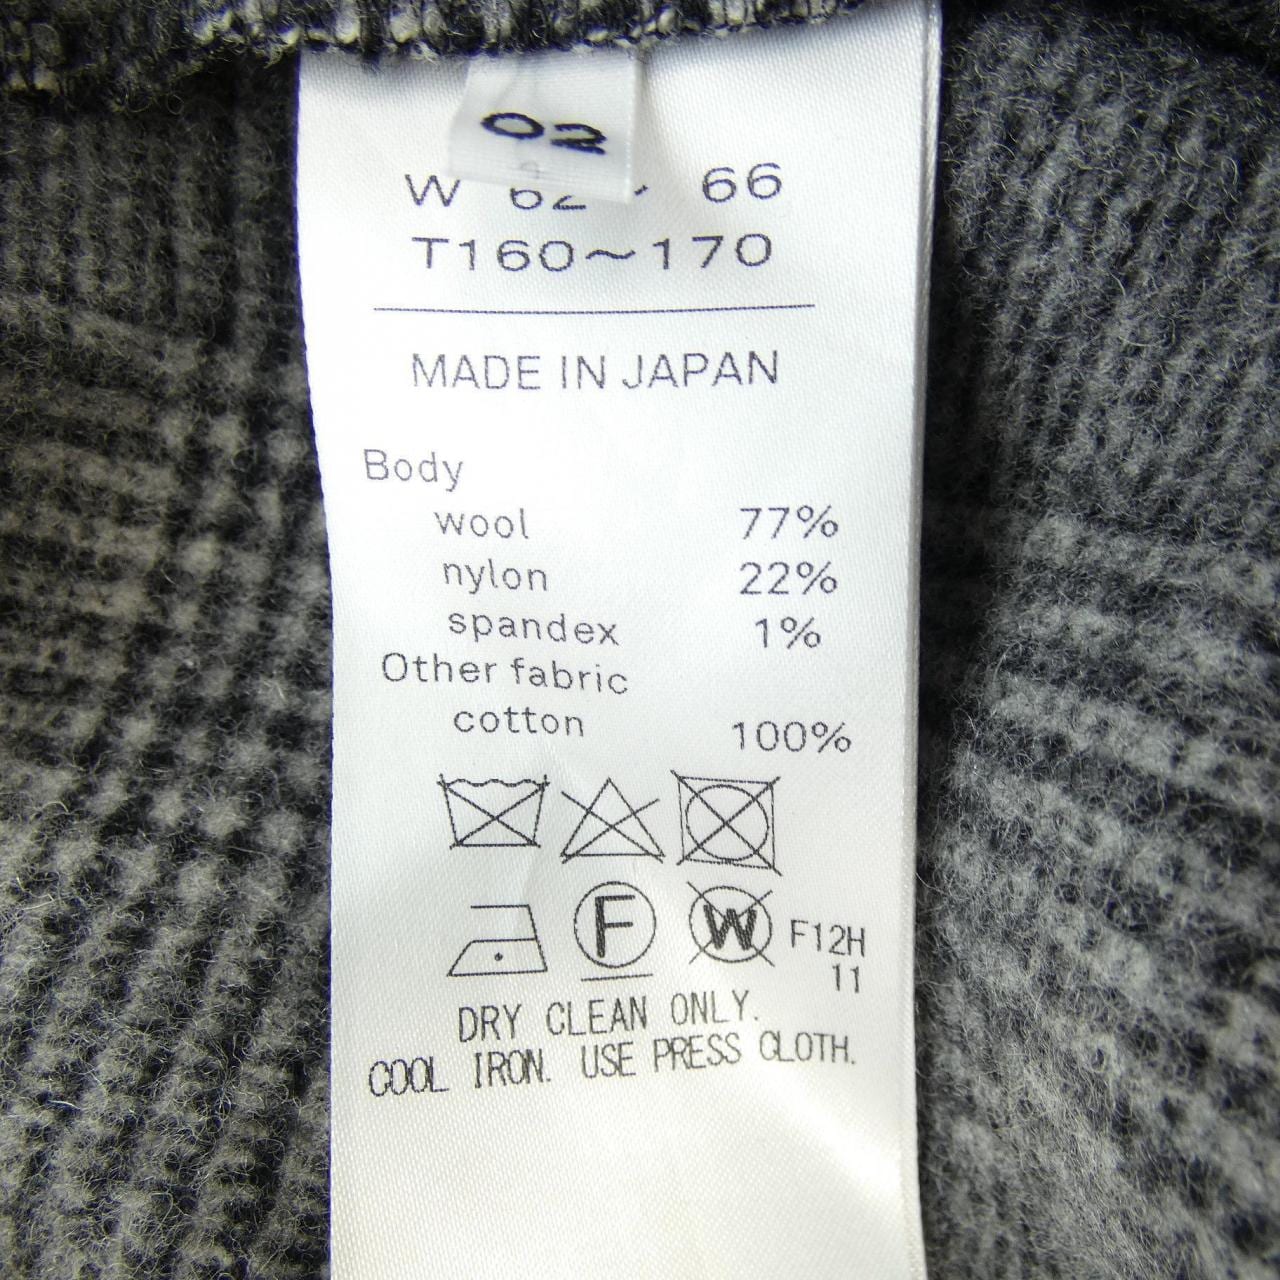 02
W 62 66
T160~170
MADE IN JAPAN
Body
wool 77%
nylon 22%
spandex 1%
Other fabric
cotton 100%
F W F12H
11
DRY CLEAN ONLY.
COOL IRON. USE PRESS CLOTH.